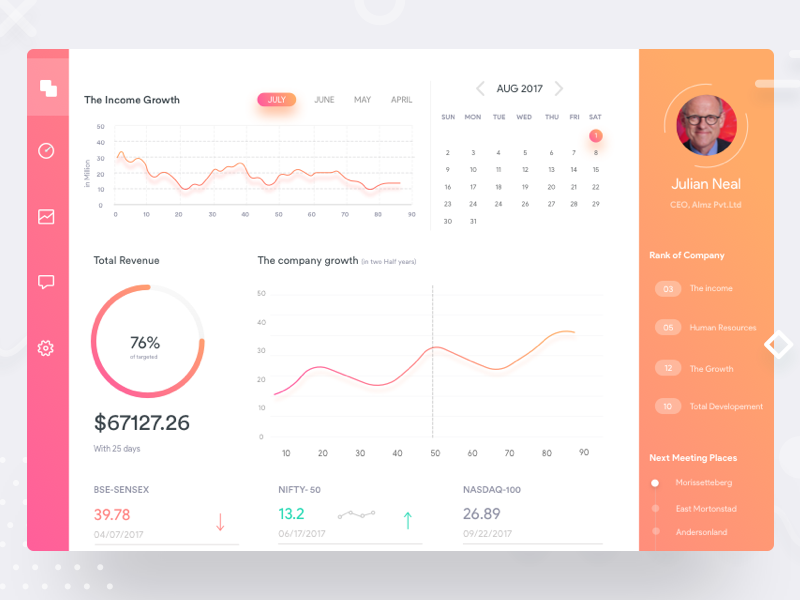 The Income Growth
JULY JUNE MAY APRIL
in Million
50
40
30
20
10
0
0 10 20 30 40 50 60 70 80 90
AUG 2017
SUN MON TUE WED THU FRI SAT
1
2 3 4 5 6 7 8
9 10 11 12 13 14 15
16 17 18 19 20 21 22
23 24 25 26 27 28 29
30 31
Total Revenue
76%
of targeted
$67127.26
With 25 days
The company growth (in two Half years)
50
40
30
20
10
0
10 20 30 40 50 60 70 80 90
BSE-SENSEX
39.78
04/07/2017
NIFTY- 50
13.2
06/17/2017
NASDAQ-100
26.89
09/22/2017
Julian Neal
CEO, Almz Pvt.Ltd
Rank of Company
03 The income
05 Human Resources
12 The Growth
10 Total Developement
Next Meeting Places
Morissetteberg
East Mortonstad
Andersonland